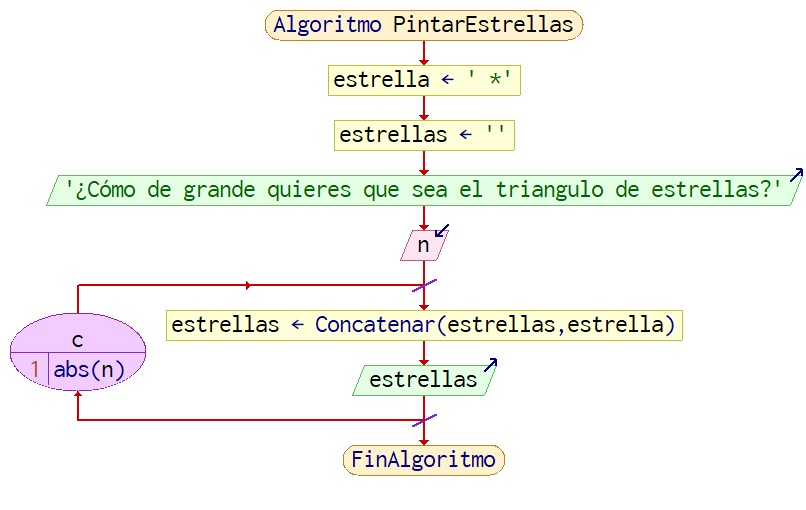 Algoritmo PintarEstrellas
estrella ← ' *'
estrellas ← ''
'¿Cómo de grande quieres que sea el triangulo de estrellas?'
n
estrellas ← Concatenar(estrellas,estrella)
c
1 abs(n)
estrellas
FinAlgoritmo